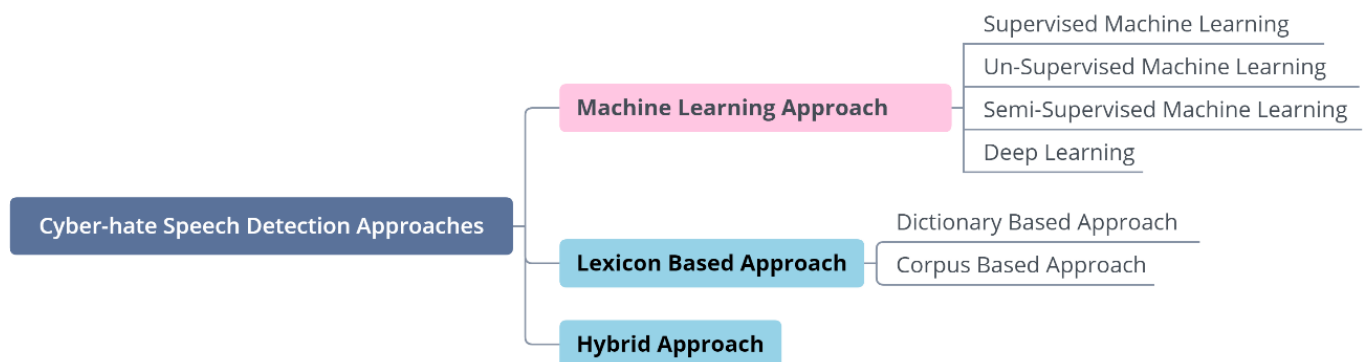 Cyber-hate Speech Detection Approaches
Machine Learning Approach
Supervised Machine Learning
Un-Supervised Machine Learning
Semi-Supervised Machine Learning
Deep Learning
Lexicon Based Approach
Dictionary Based Approach
Corpus Based Approach
Hybrid Approach